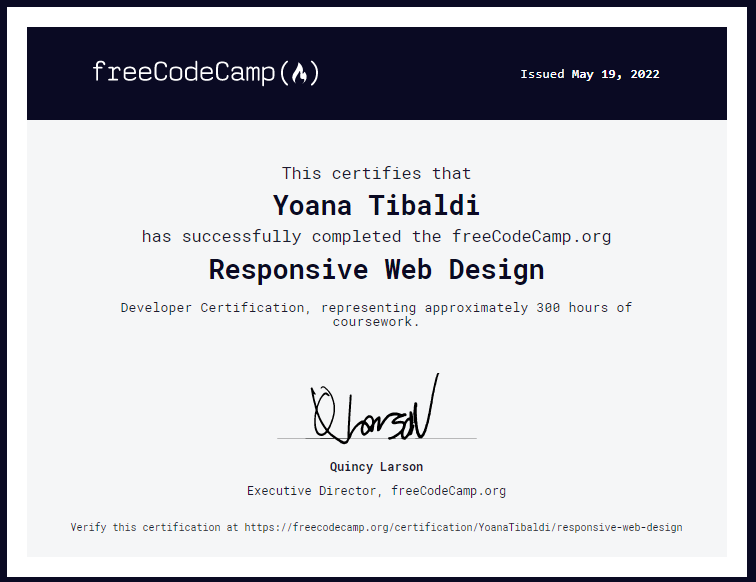 freeCodeCamp(🔥)
Issued May 19, 2022
This certifies that
Yoana Tibaldi
has successfully completed the freeCodeCamp.org
Responsive Web Design
Developer Certification, representing approximately 300 hours of
coursework.
Q Larson
Quincy Larson
Executive Director, freeCodeCamp.org
Verify this certification at https://freecodecamp.org/certification/YoanaTibaldi/responsive-web-design